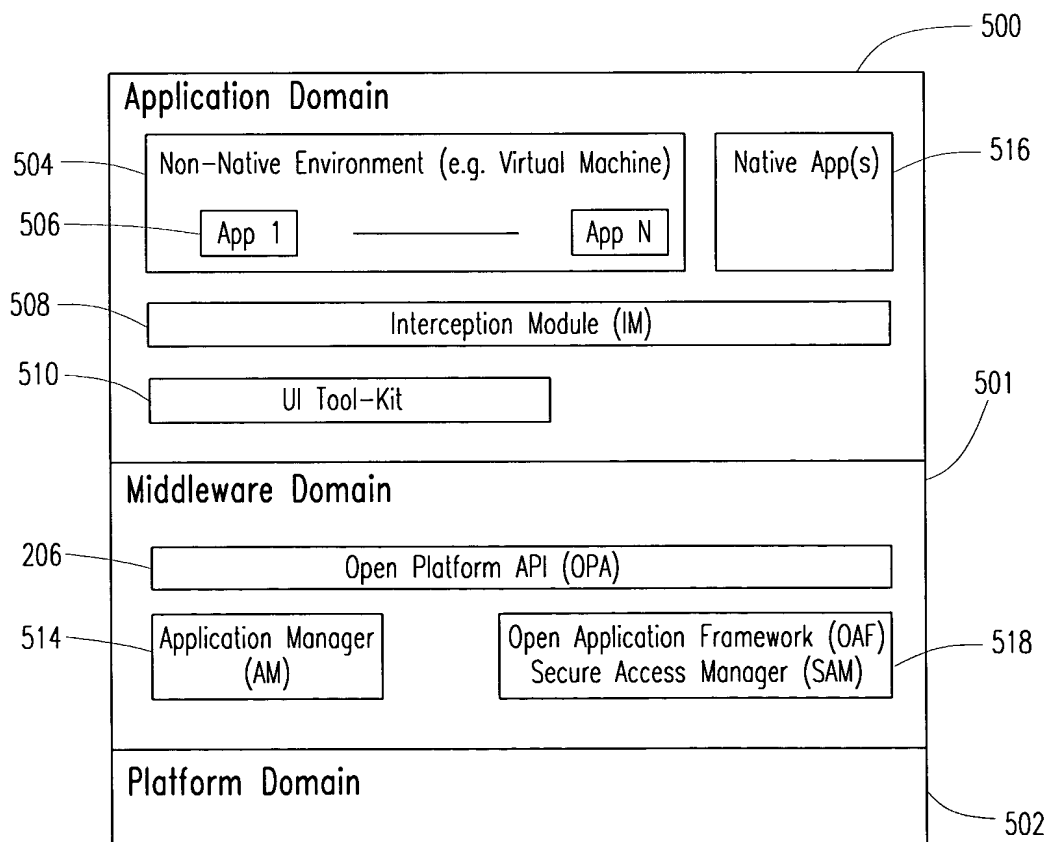 500
Application Domain
504
Non-Native Environment (e.g. Virtual Machine)
Native App(s)
516
506
App 1
App N
508
Interception Module (IM)
510
UI Tool-Kit
501
Middleware Domain
206
Open Platform API (OPA)
514
Application Manager
(AM)
Open Application Framework (OAF)
Secure Access Manager (SAM)
518
Platform Domain
502